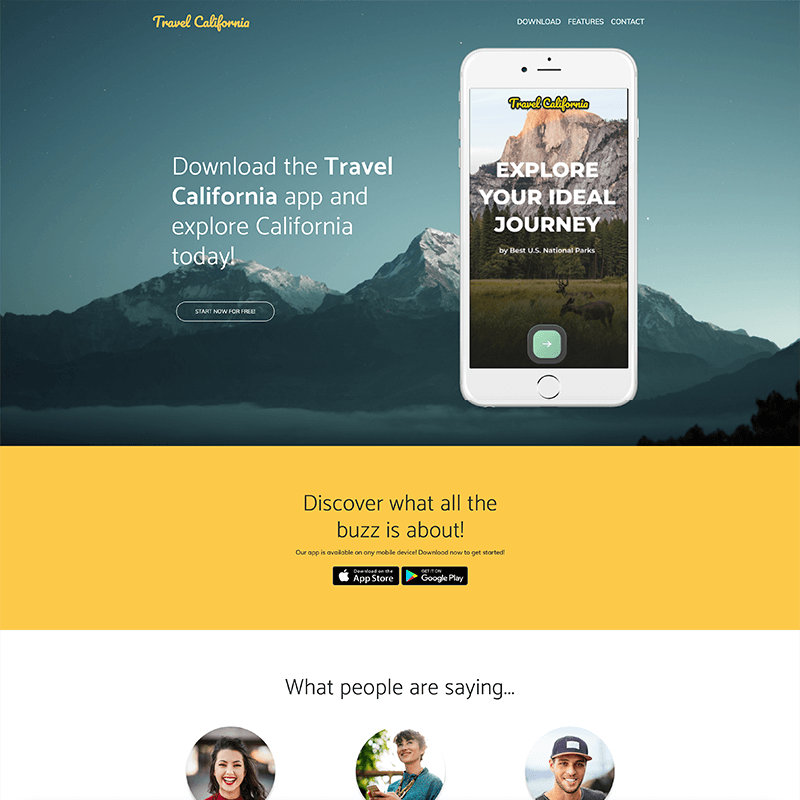 Travel California
DOWNLOAD FEATURES CONTACT
Download the Travel
California app and
explore California
today!
START NOW FOR FREE!
Travel California
EXPLORE
YOUR IDEAL
JOURNEY
by Best U.S. National Parks
Discover what all the
buzz is about!
Our app is available on any mobile device! Download now to get started!
Download on the
App Store
GET IT ON
Google Play
What people are saying...